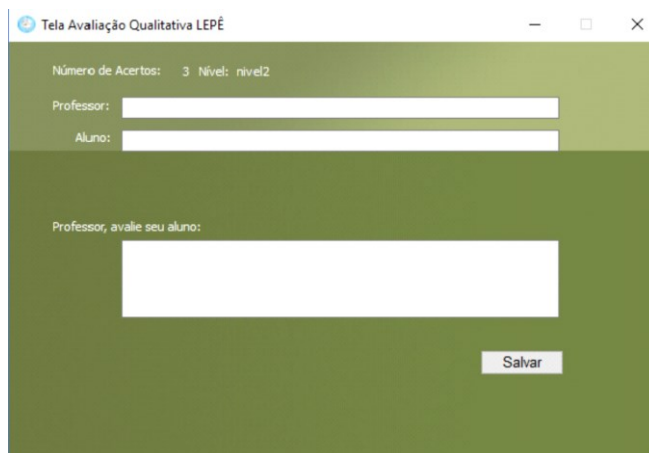 Tela Avaliação Qualitativa LEPÊ
Número de Acertos: 3 Nível: nivel2
Professor:
Aluno:
Professor, avalie seu aluno:
Salvar